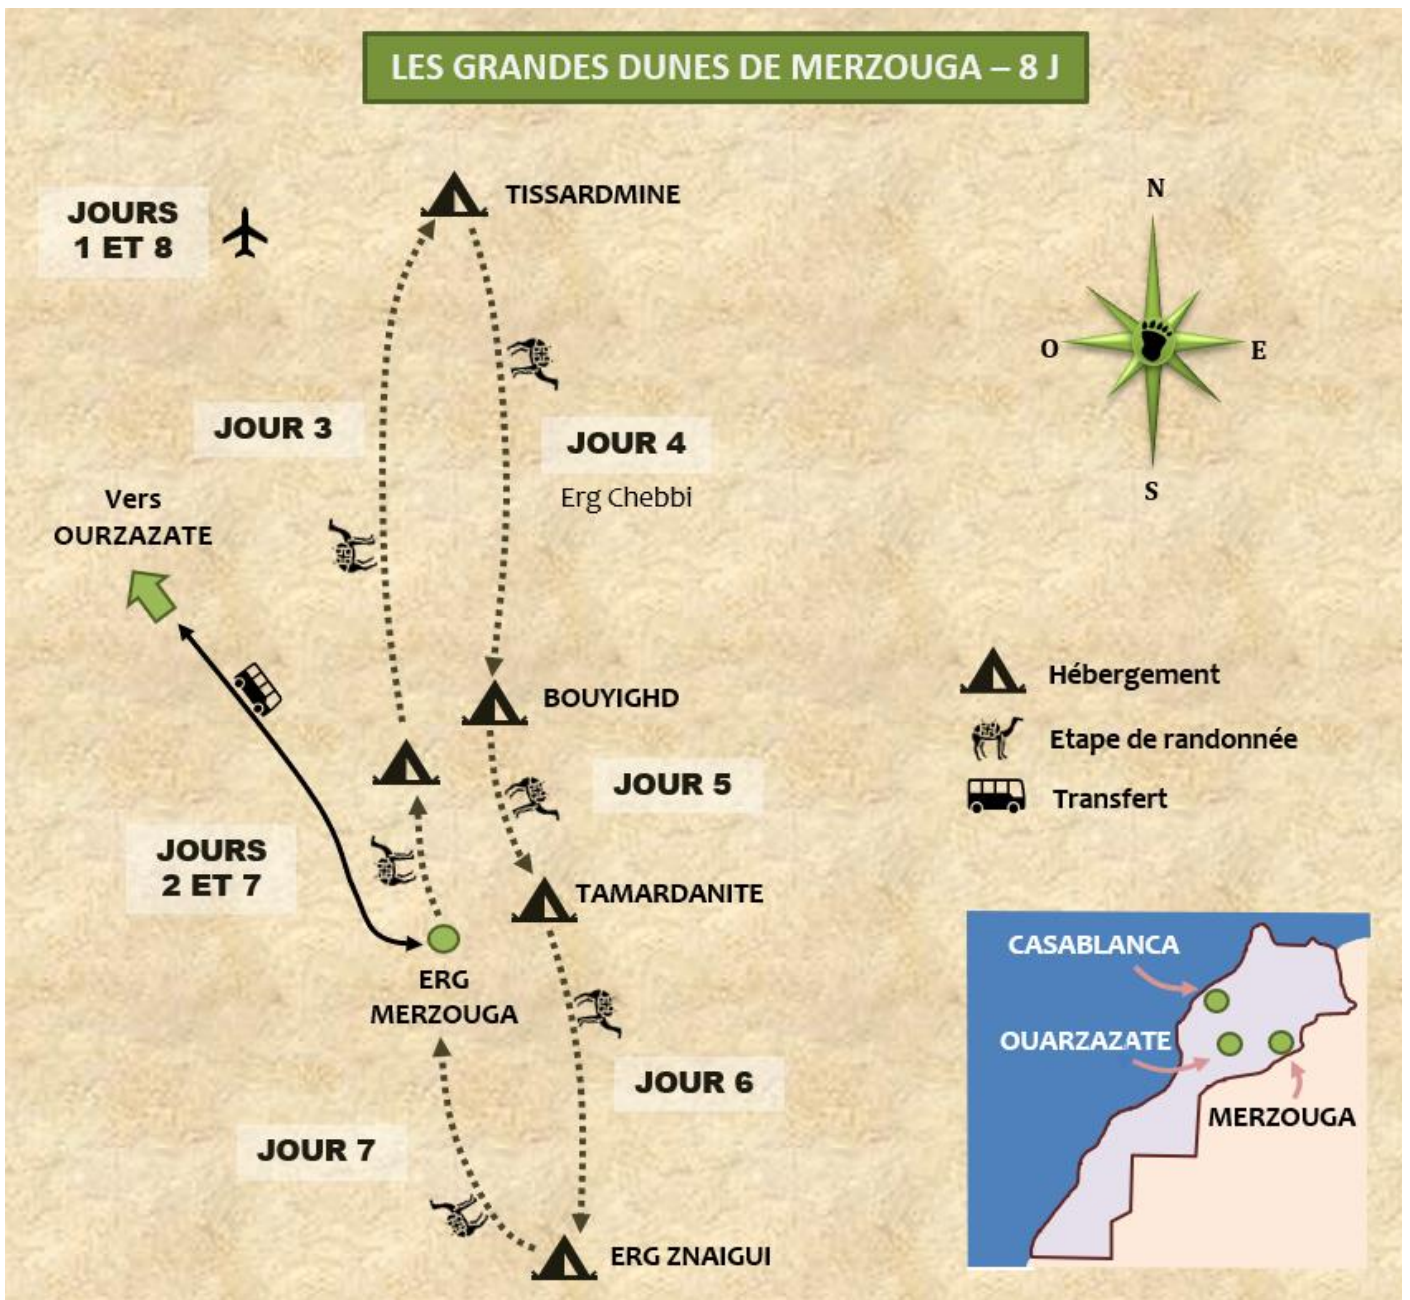 LES GRANDES DUNES DE MERZOUGA – 8 J
JOURS
1 ET 8
TISSARDMINE
N
O
E
S
JOUR 3
JOUR 4
Erg Chebbi
Vers
OURZAZATE
BOUYIGHD
JOUR 5
Hébergement
Etape de randonnée
Transfert
JOURS
2 ET 7
TAMARDANITE
ERG
MERZOUGA
JOUR 6
JOUR 7
ERG ZNAIGUI
CASABLANCA
OUARZAZATE
MERZOUGA